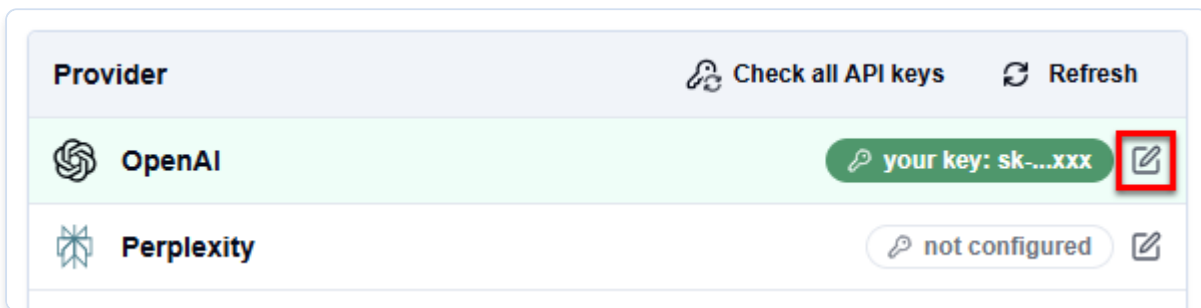 Provider Check all API keys Refresh
OpenAI your key: sk-...xxx
Perplexity not configured